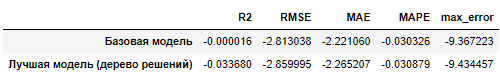 R2 RMSE MAE MAPE max_error
Базовая модель -0.000016 -2.813038 -2.221060 -0.030326 -9.367223
Лучшая модель (дерево решений) -0.033680 -2.859995 -2.265207 -0.030879 -9.434457